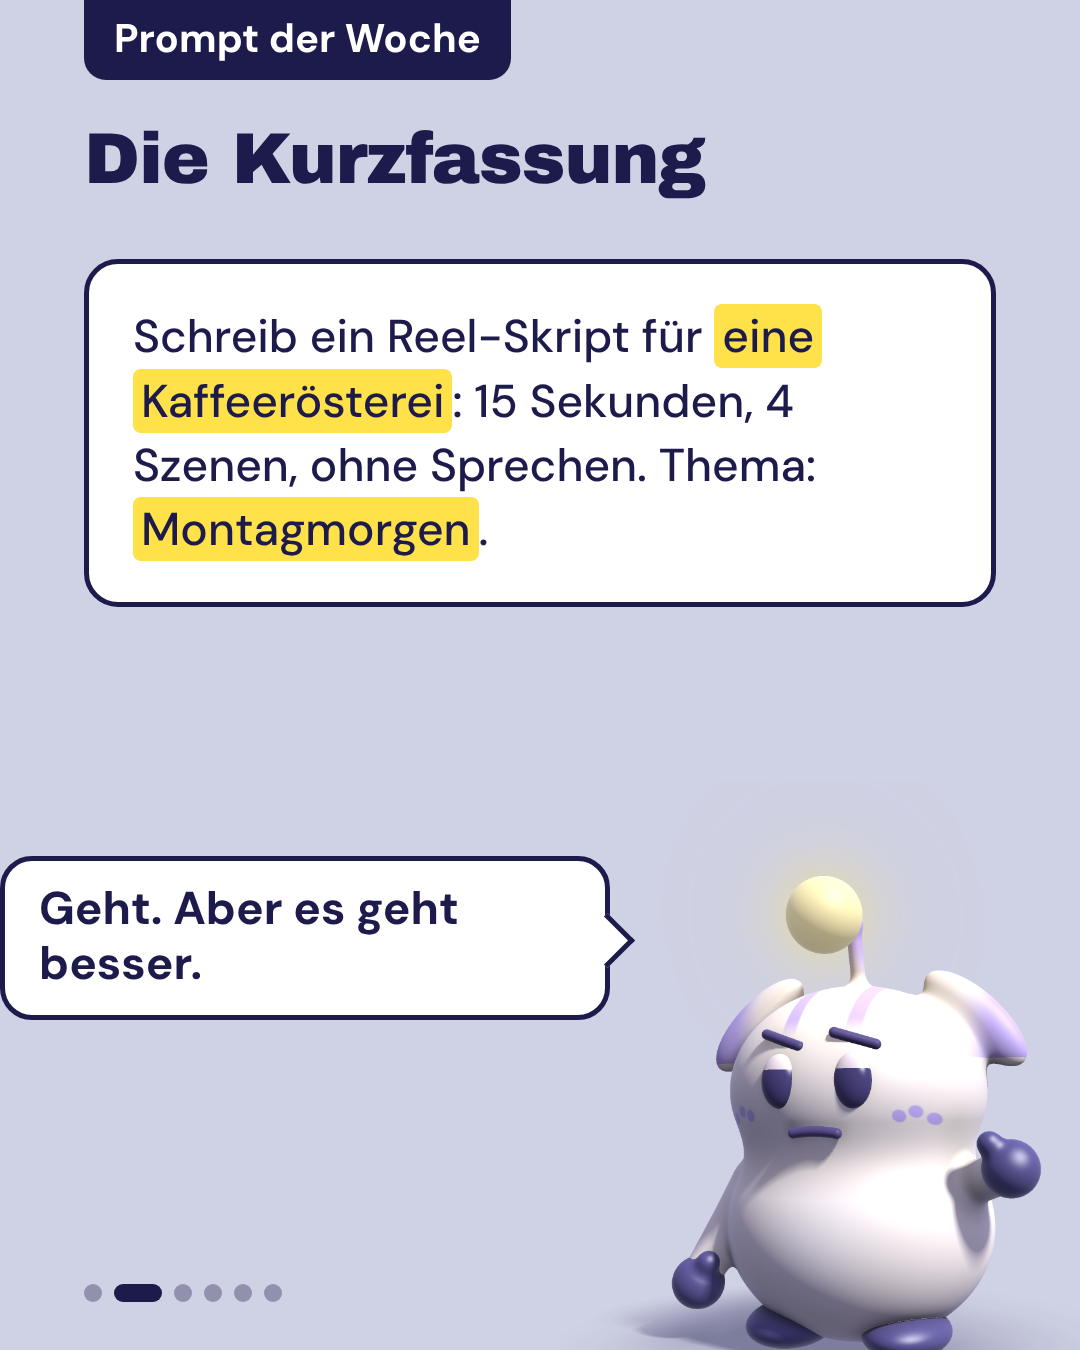 Prompt der Woche
Die Kurzfassung
Schreib ein Reel-Skript für eine
Kaffeerösterei: 15 Sekunden, 4
Szenen, ohne Sprechen. Thema:
Montagmorgen.
Geht. Aber es geht
besser.